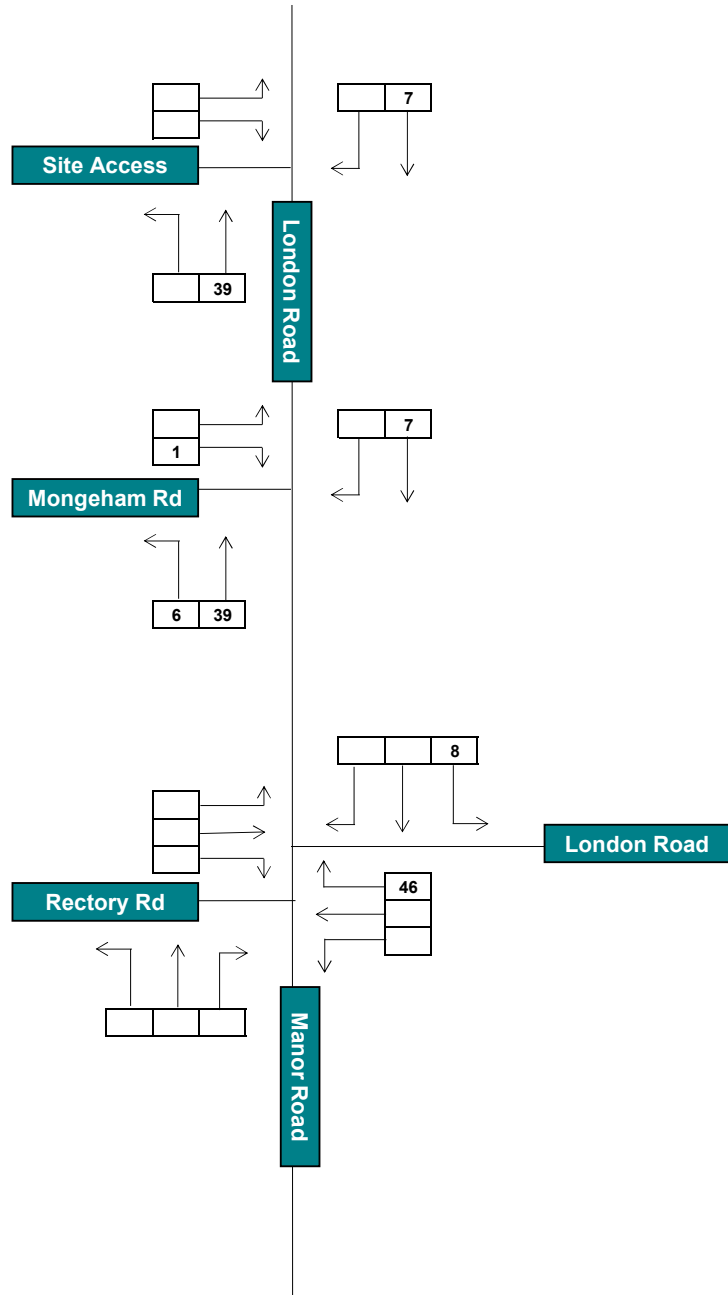 7
Site Access
London Road
39
7
1
Mongeham Rd
6 39
8
London Road
46
Rectory Rd
Manor Road